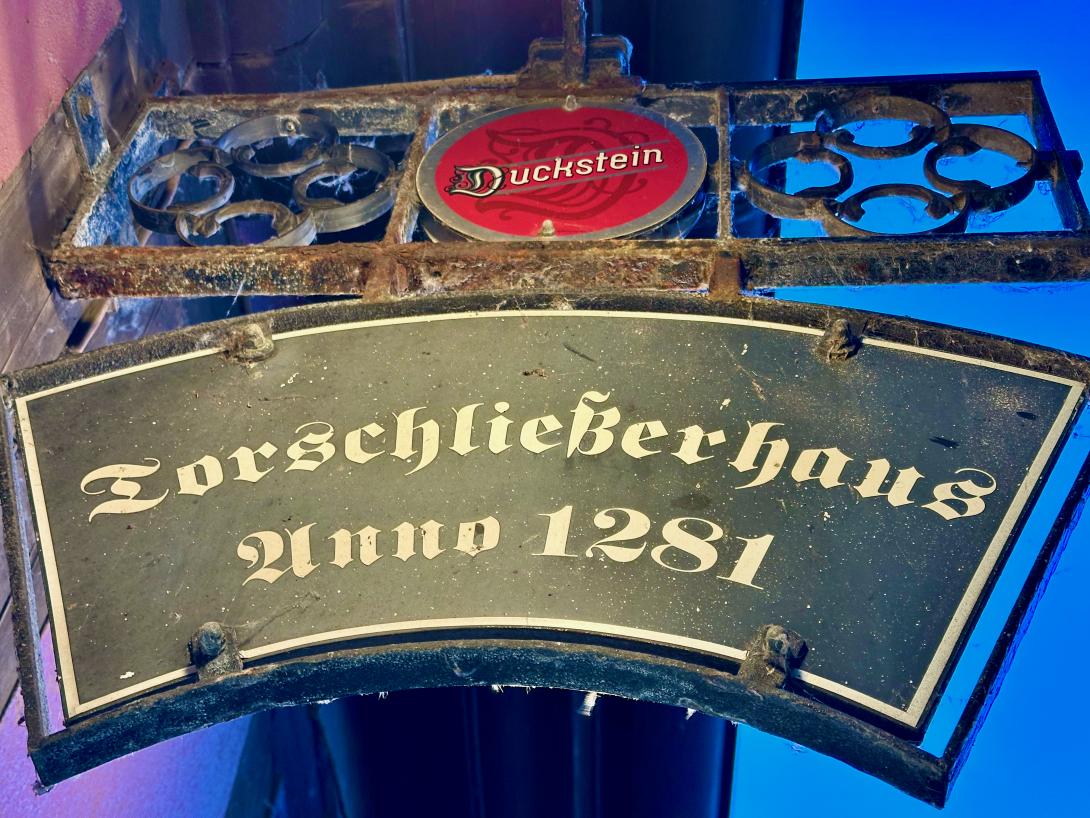 Duckstein
Torschließerhaus
Anno 1281